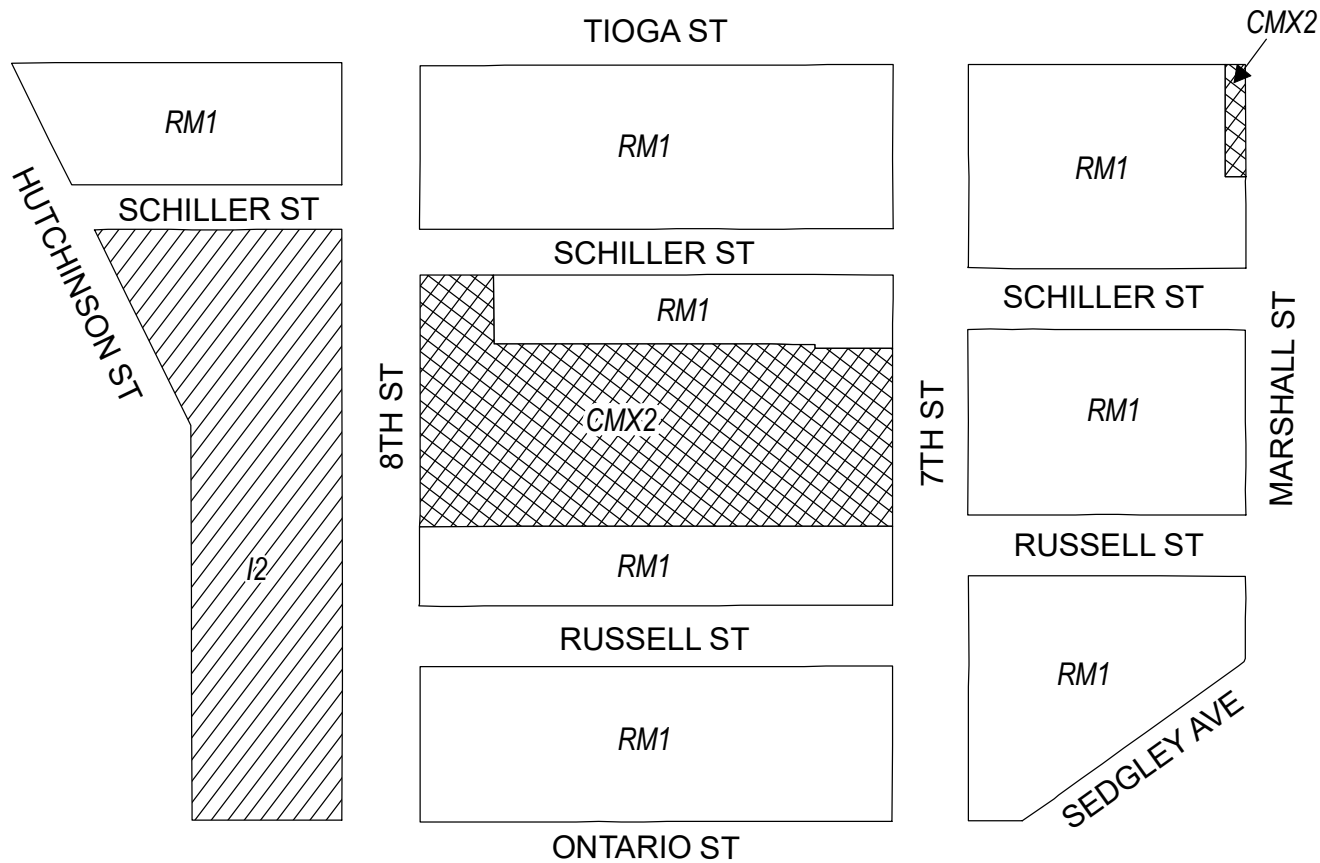 CMX2
TIOGA ST
RM1
RM1
RM1
HUTCHINSON ST
SCHILLER ST
SCHILLER ST
SCHILLER ST
RM1
MARSHALL ST
8TH ST
CMX2
7TH ST
RM1
RUSSELL ST
I2
RM1
RUSSELL ST
RM1
RM1
SEDGLEY AVE
ONTARIO ST